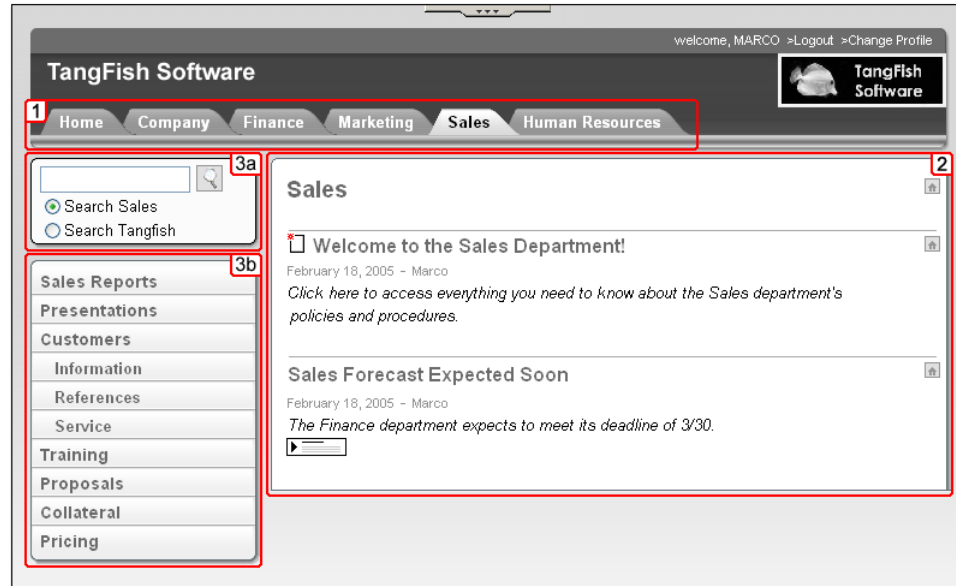 welcome, MARCO >Logout >Change Profile
TangFish Software
TangFish
Software
1
Home Company Finance Marketing Sales Human Resources
3a
Search Sales
Search Tangfish
3b
Sales Reports
Presentations
Customers
Information
References
Service
Training
Proposals
Collateral
Pricing
2
Sales
Welcome to the Sales Department!
February 18, 2005 - Marco
Click here to access everything you need to know about the Sales department's
policies and procedures.
Sales Forecast Expected Soon
February 18, 2005 - Marco
The Finance department expects to meet its deadline of 3/30.